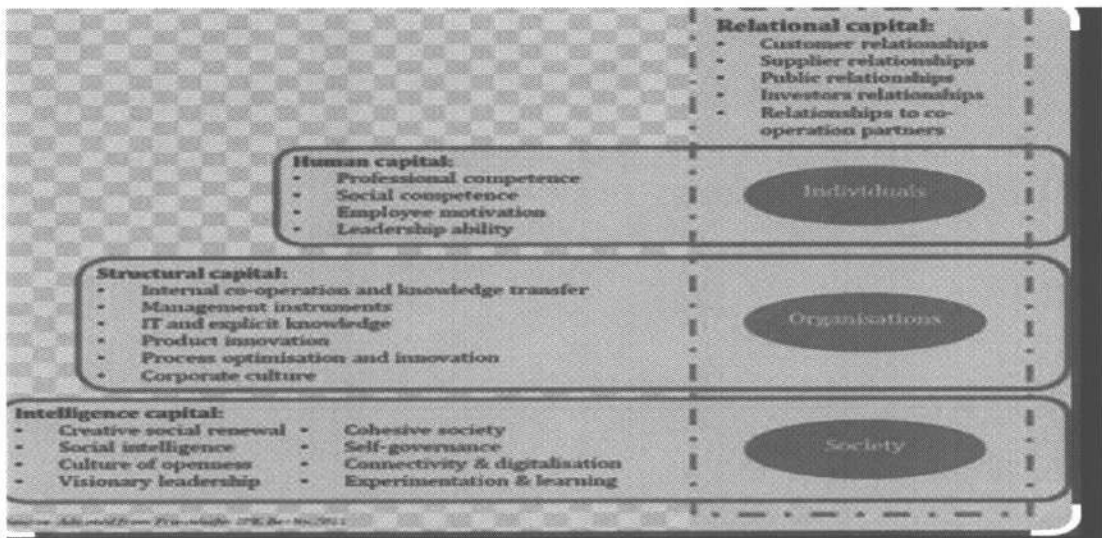 Relational capital:
• Customer relationships
• Supplier relationships
• Public relationships
• Investors relationships
• Relationships to co-
operation partners
Human capital:
• Professional competence
• Social competence
• Employee motivation
• Leadership ability
Individuals
Structural capital:
• Internal co-operation and knowledge transfer
• Management instruments
• IT and explicit knowledge
• Product innovation
• Process optimisation and innovation
• Corporate culture
Organisations
Intelligence capital:
• Creative social renewal
• Social intelligence
• Culture of openness
• Visionary leadership
• Cohesive society
• Self-governance
• Connectivity & digitalisation
• Experimentation & learning
Society
Adapted from